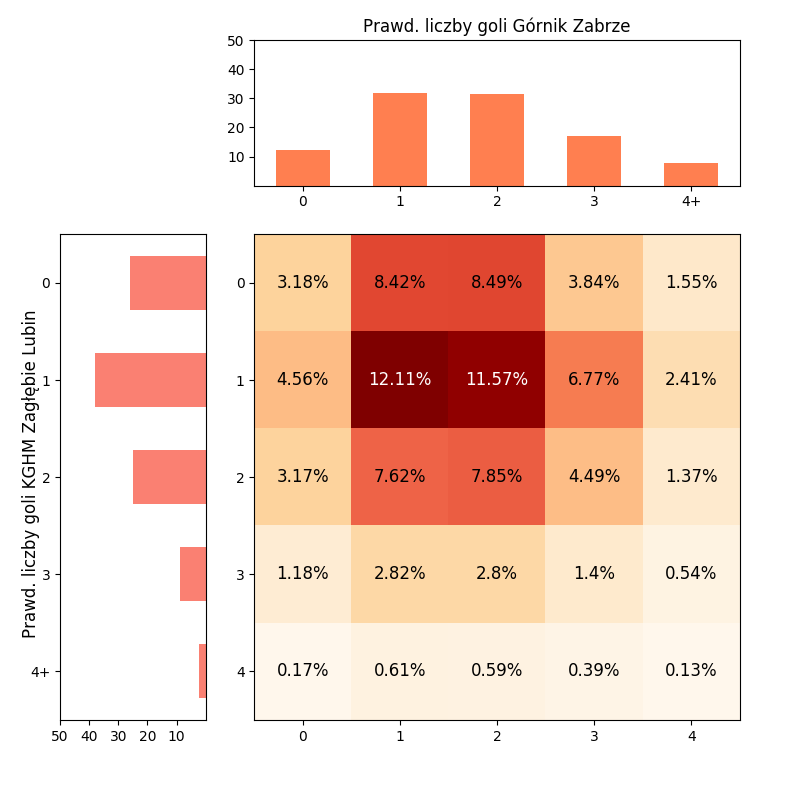 Prawd. liczby goli Górnik Zabrze
50
40
30
20
10
0 1 2 3 4+
Prawd. liczby goli KGHM Zagłębie Lubin
0
1
2
3
4+
50 40 30 20 10
0 3.18% 8.42% 8.49% 3.84% 1.55%
1 4.56% 12.11% 11.57% 6.77% 2.41%
2 3.17% 7.62% 7.85% 4.49% 1.37%
3 1.18% 2.82% 2.8% 1.4% 0.54%
4 0.17% 0.61% 0.59% 0.39% 0.13%
0 1 2 3 4